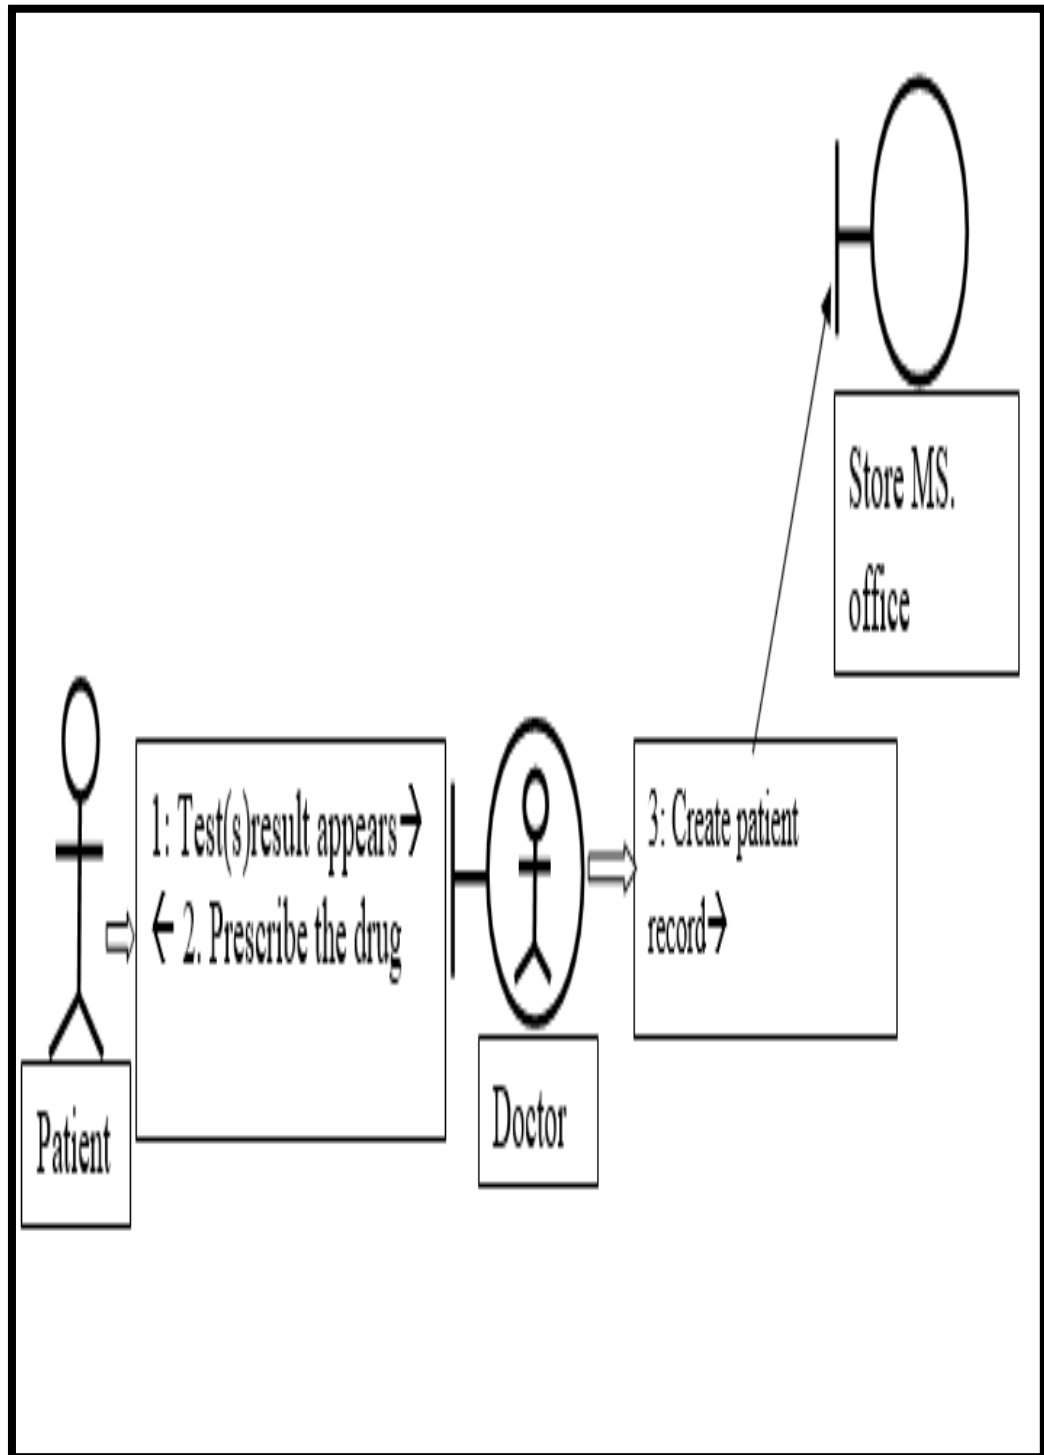 Store MS.
office
1: Test(s)result appears→
← 2. Prescribe the drug
3: Create patient
record→
Doctor
Patient